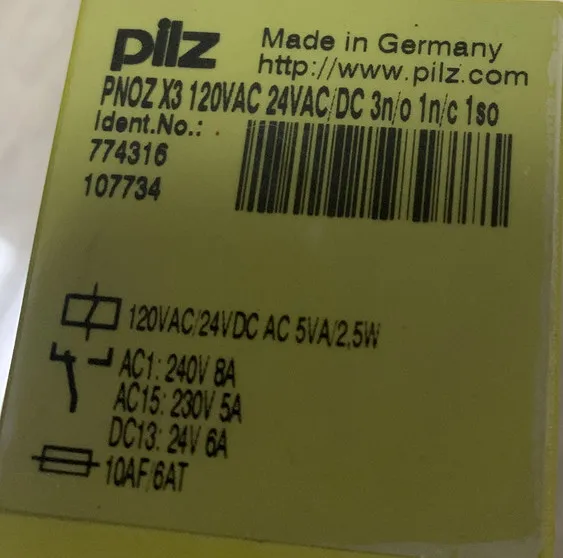 pilz
Made in Germany
http://www.pilz.com
PNOZ X3 120VAC 24VAC/DC 3n/o 1n/c 1so
Ident.No.:
774316
107734
120VAC/24VDC AC 5VA/2,5W
AC1: 240V 8A
AC15: 230V 5A
DC13: 24V 6A
10AF/6AT